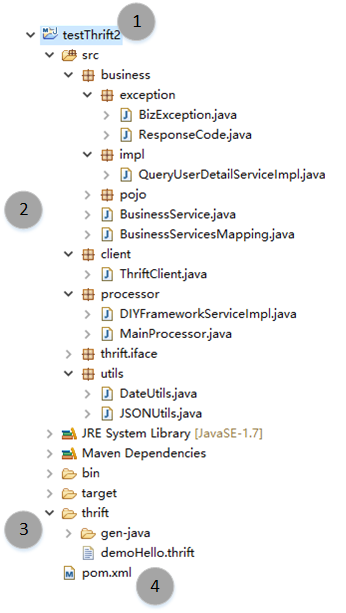 testThrift2
1
src
business
exception
BizException.java
ResponseCode.java
impl
QueryUserDetailServiceImpl.java
pojo
2
BusinessService.java
BusinessServicesMapping.java
client
ThriftClient.java
processor
DIYFrameworkServiceImpl.java
MainProcessor.java
thrift.iface
utils
DateUtils.java
JSONUtils.java
JRE System Library [JavaSE-1.7]
Maven Dependencies
bin
target
thrift
3
gen-java
demoHello.thrift
pom.xml
4